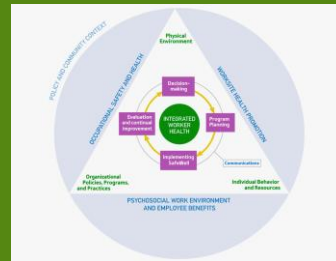 POLICY AND COMMUNITY CONTEXT
OCCUPATIONAL SAFETY AND HEALTH
Physical
Environment
WORKSITE HEALTH PROMOTION
Decision-
making
Evaluation
and continual
Improvement
INTEGRATED
WORKER
HEALTH
Program
Planning
Implementing
SafeWell
Communications
Organizational
Policies, Programs,
and Practices
Individual Behavior
and Resources
PSYCHOSOCIAL WORK ENVIRONMENT
AND EMPLOYEE BENEFITS